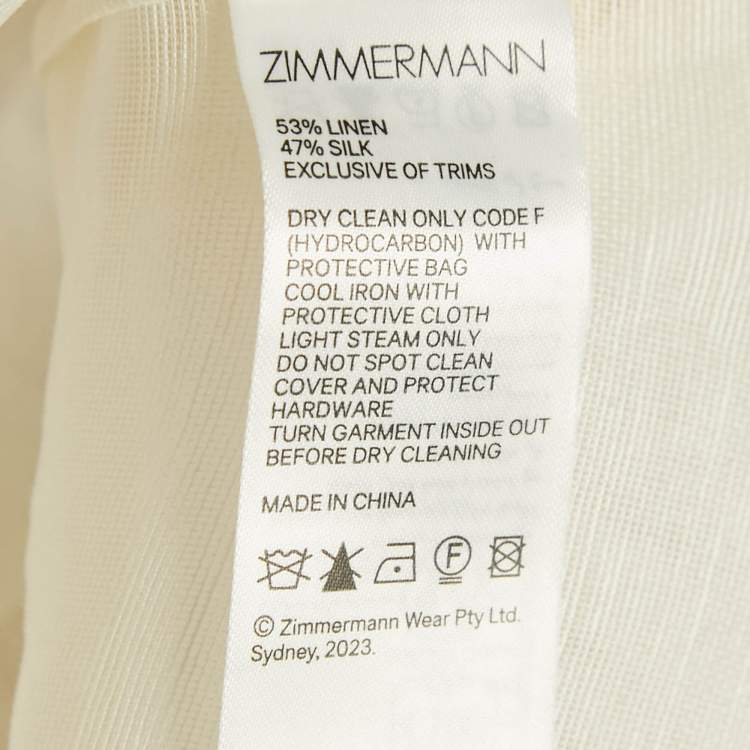 ZIMMERMANN
53% LINEN
47% SILK
EXCLUSIVE OF TRIMS
DRY CLEAN ONLY CODE F
(HYDROCARBON) WITH
PROTECTIVE BAG
COOL IRON WITH
PROTECTIVE CLOTH
LIGHT STEAM ONLY
DO NOT SPOT CLEAN
COVER AND PROTECT
HARDWARE
TURN GARMENT INSIDE OUT
BEFORE DRY CLEANING
MADE IN CHINA
F
© Zimmermann Wear Pty Ltd.
Sydney, 2023.